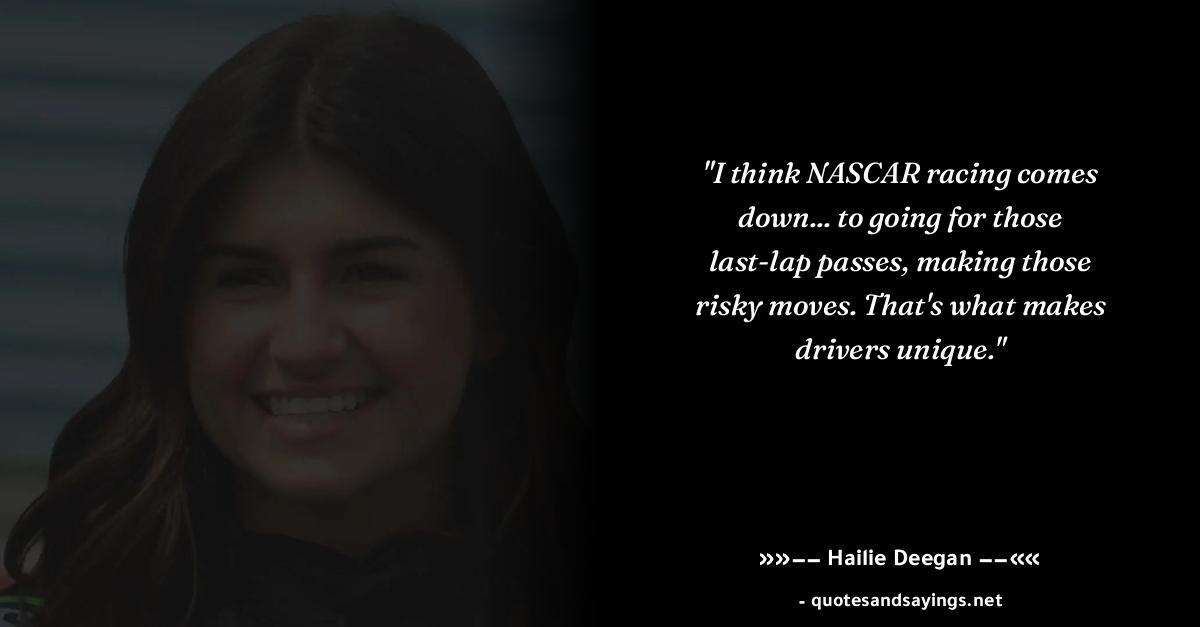 "I think NASCAR racing comes
down... to going for those
last-lap passes, making those
risky moves. That's what makes
drivers unique."
»»−− Hailie Deegan −−««
- quotesandsayings.net